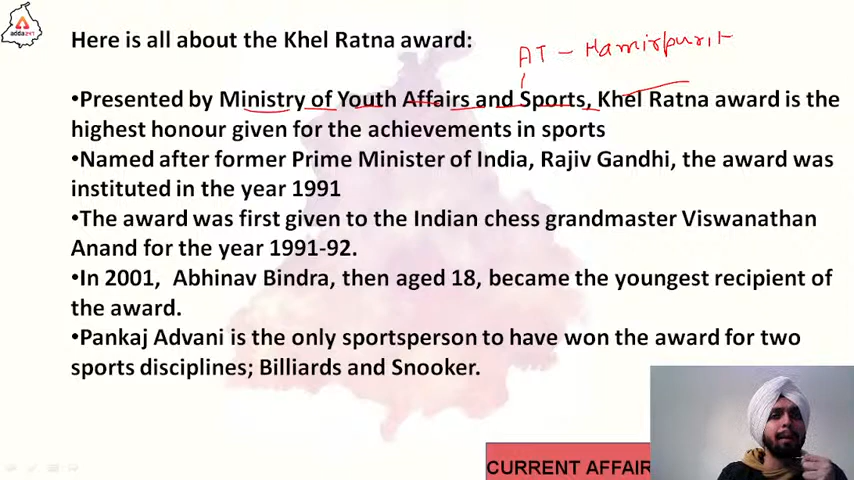 adda247
Here is all about the Khel Ratna award:
AT - Hamirpur
•Presented by Ministry of Youth Affairs and Sports, Khel Ratna award is the
highest honour given for the achievements in sports
•Named after former Prime Minister of India, Rajiv Gandhi, the award was
instituted in the year 1991
•The award was first given to the Indian chess grandmaster Viswanathan
Anand for the year 1991-92.
•In 2001, Abhinav Bindra, then aged 18, became the youngest recipient of
the award.
•Pankaj Advani is the only sportsperson to have won the award for two
sports disciplines; Billiards and Snooker.
CURRENT AFFAIR